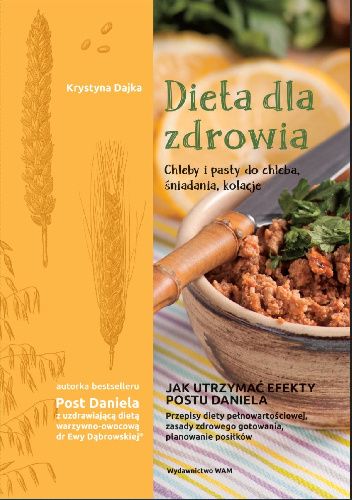 Krystyna Dajka
Dieta dla
zdrowia
Chleby i pasty do chleba,
śniadania, kolacje
autorka bestselleru
Post Daniela
z uzdrawiającą dietą
warzywno-owocową
dr Ewy Dąbrowskiej®
JAK UTRZYMAĆ EFEKTY
POSTU DANIELA
Przepisy diety pełnowartościowej,
zasady zdrowego gotowania,
planowanie posiłków
Wydawnictwo WAM